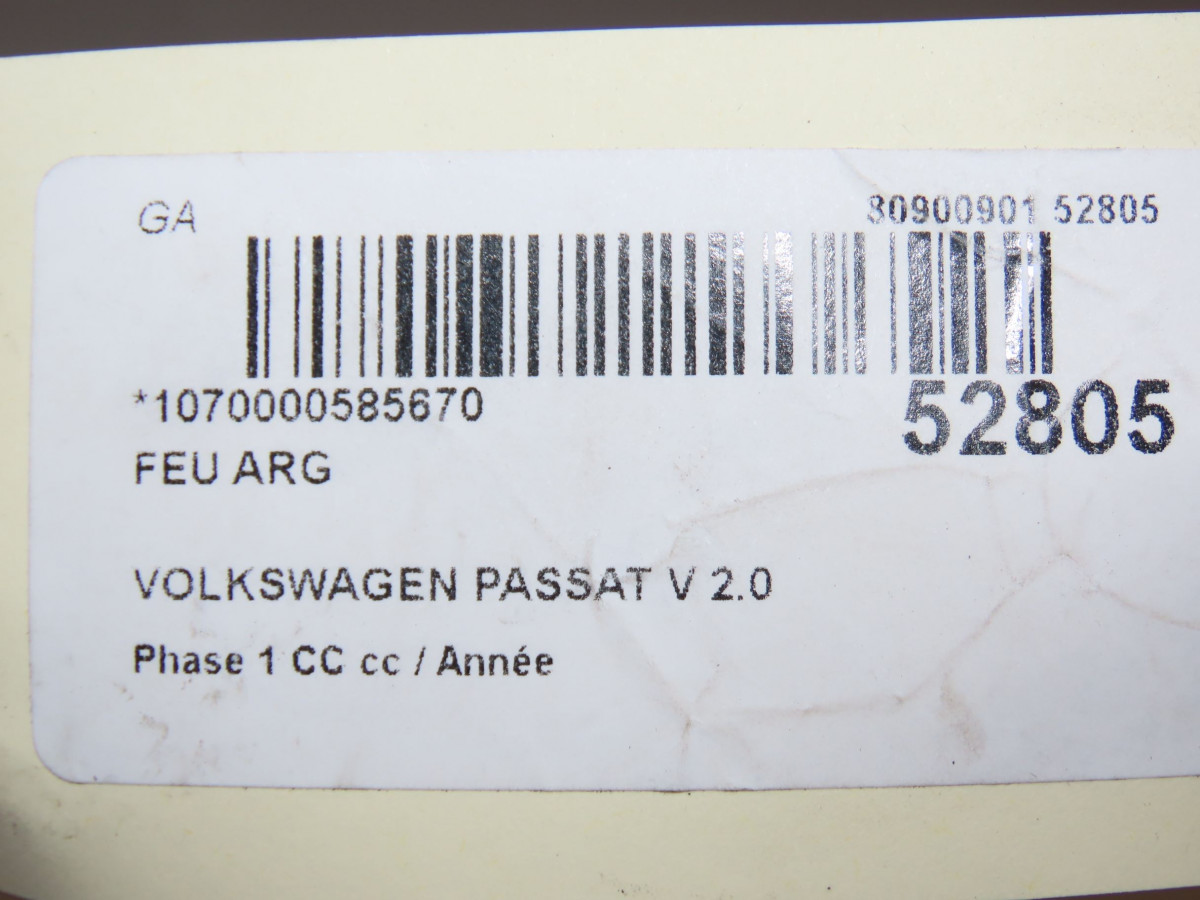 GA
80900901 52805
*1070000585670
52805
FEU ARG
VOLKSWAGEN PASSAT V 2.0
Phase 1 CC cc / Année